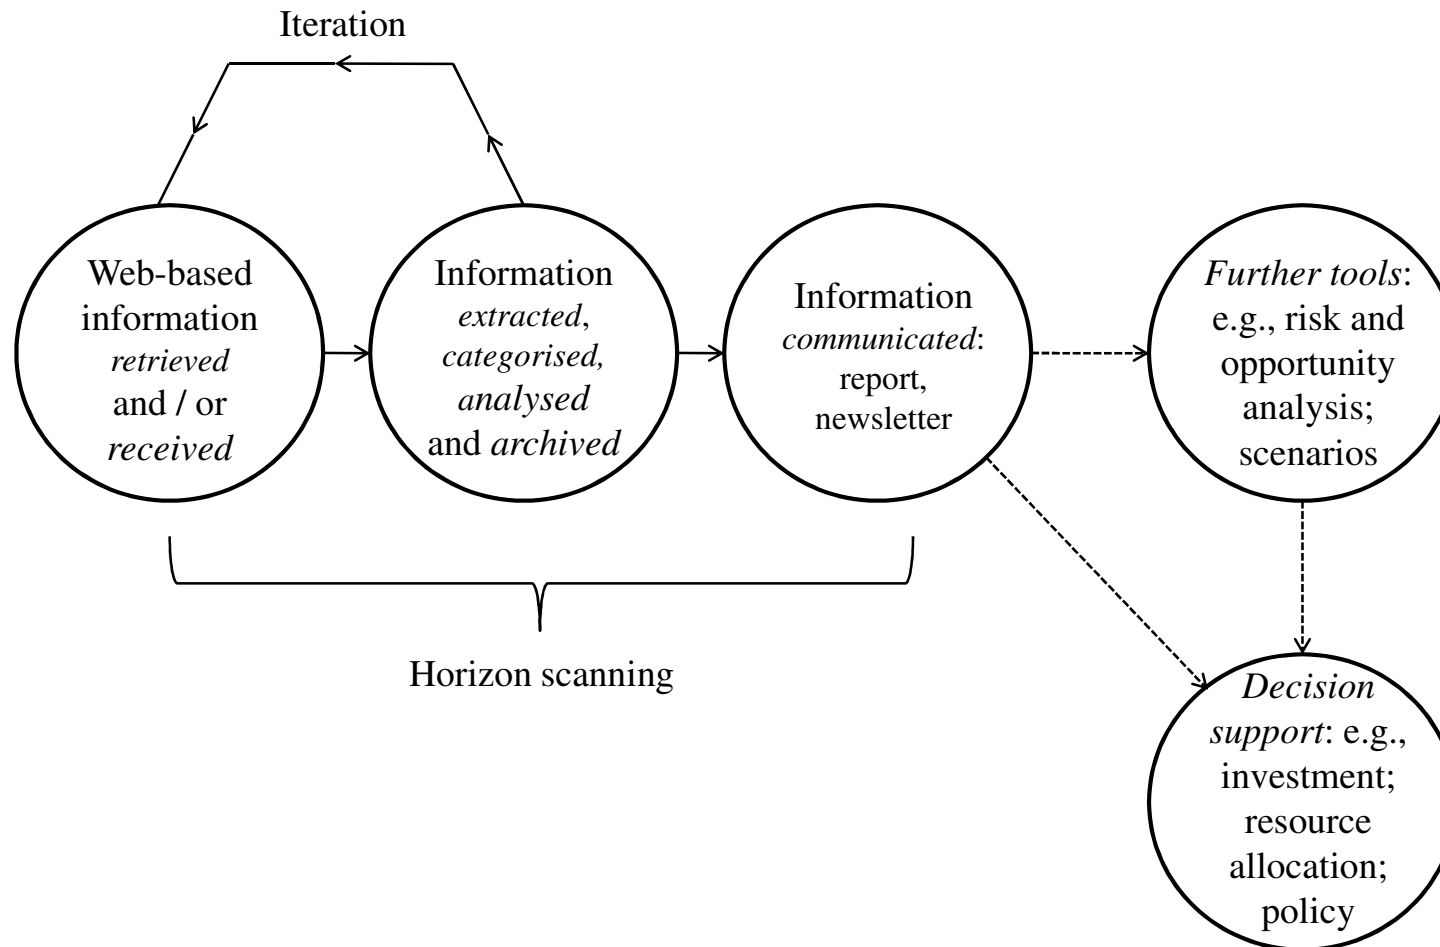 Iteration
Web-based
information
retrieved
and / or
received
Information
extracted,
categorised,
analysed
and archived
Information
communicated:
report,
newsletter
Further tools:
e.g., risk and
opportunity
analysis;
scenarios
Horizon scanning
Decision
support: e.g.,
investment;
resource
allocation;
policy